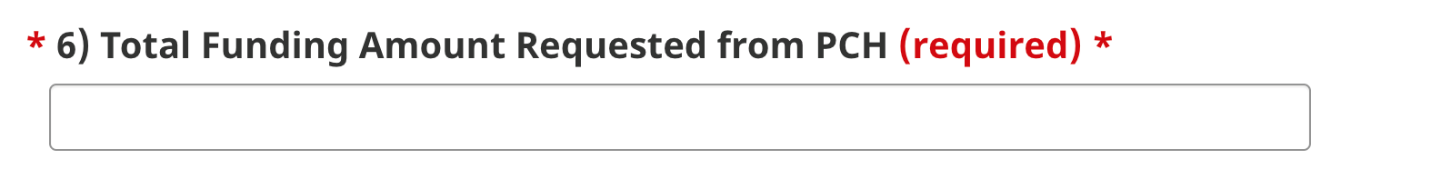 * 6) Total Funding Amount Requested from PCH (required) *